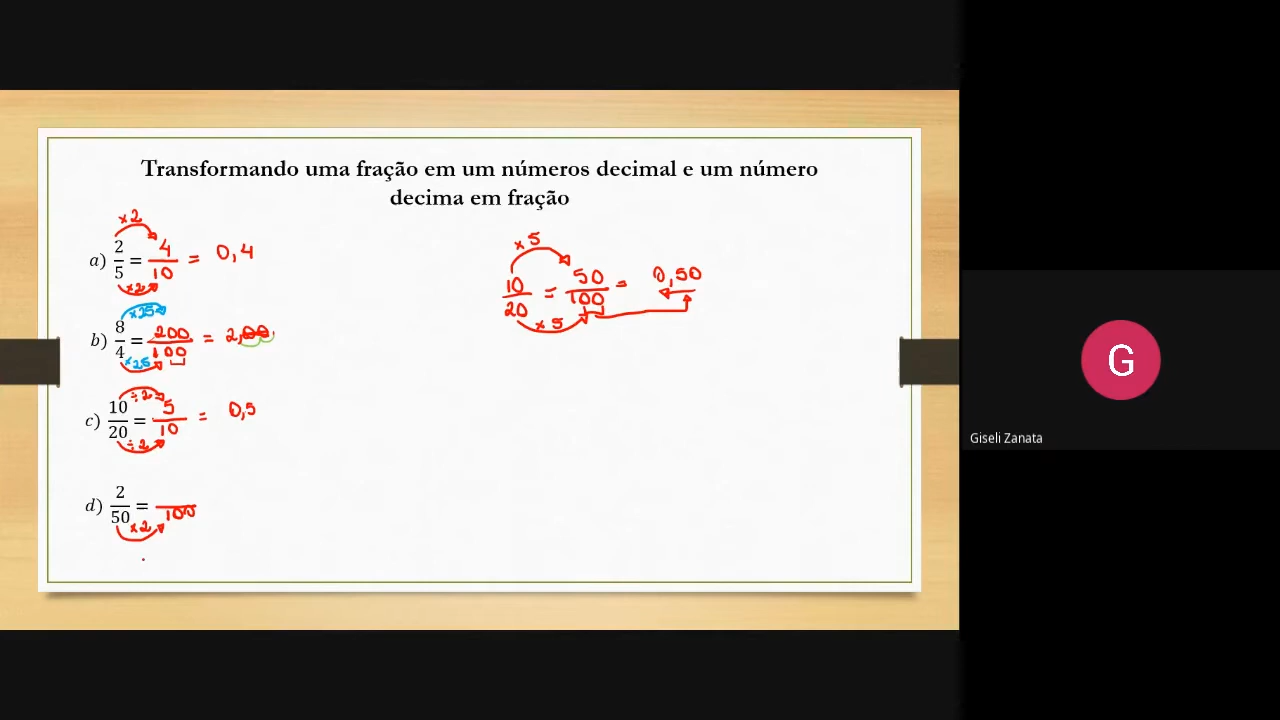 Transformando uma fração em um números decimal e um número
decima em fração
×2
a) 2/5 = 4/10 = 0,4
×2
×25
b) 8/4 = 200/100 = 2,00
×25
÷2
c) 10/20 = 5/10 = 0,5
÷2
d) 2/50 = /100
×2
×5
10/20 = 50/100 = 0,50
×5
G
Giseli Zanata